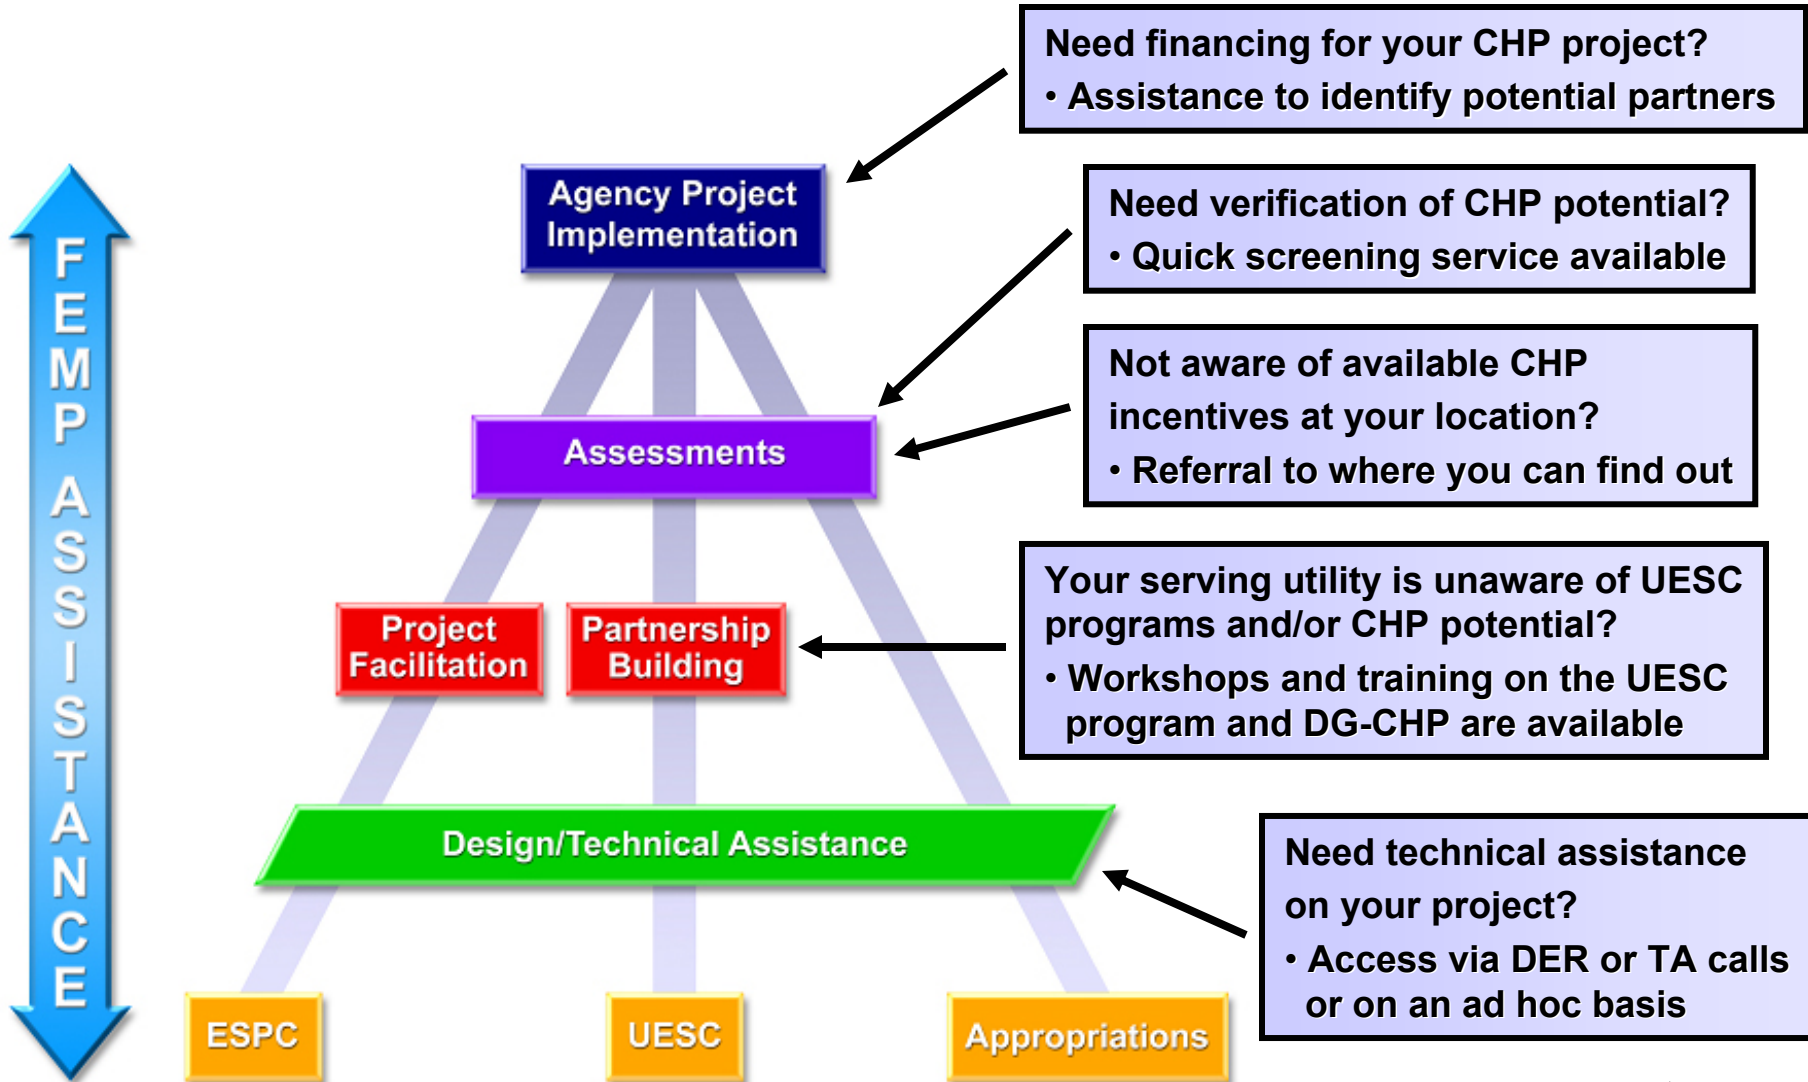 FEMP ASSISTANCE
Need financing for your CHP project?
• Assistance to identify potential partners
Agency Project
Implementation
Need verification of CHP potential?
• Quick screening service available
Not aware of available CHP
incentives at your location?
• Referral to where you can find out
Assessments
Your serving utility is unaware of UESC
programs and/or CHP potential?
• Workshops and training on the UESC
program and DG-CHP are available
Project
Facilitation
Partnership
Building
Design/Technical Assistance
Need technical assistance
on your project?
• Access via DER or TA calls
or on an ad hoc basis
ESPC
UESC
Appropriations